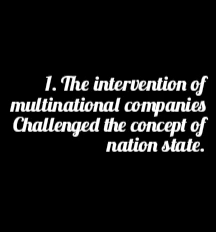 1. The intervention of
multinational companies
Challenged the concept of
nation state.